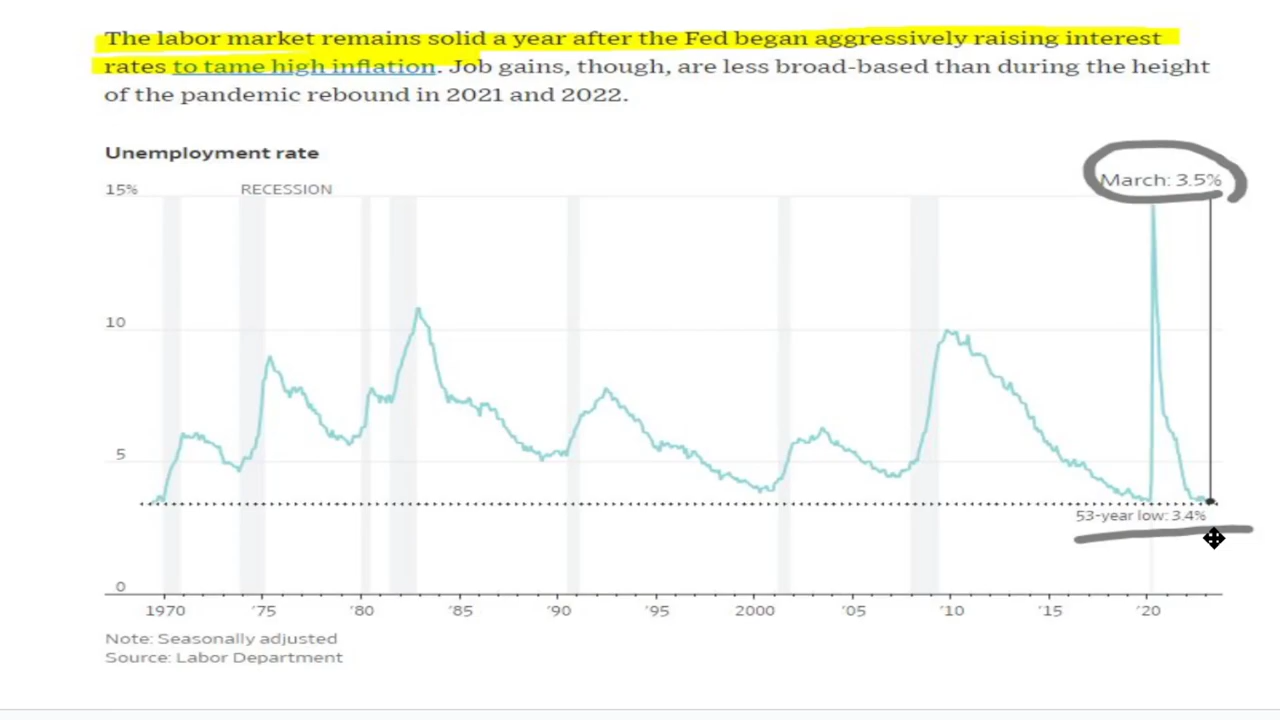 The labor market remains solid a year after the Fed began aggressively raising interest
rates to tame high inflation. Job gains, though, are less broad-based than during the height
of the pandemic rebound in 2021 and 2022.
Unemployment rate
15%
RECESSION
March: 3.5%
10
5
53-year low: 3.4%
0
1970 '75 '80 '85 '90 '95 2000 '05 '10 '15 '20
Note: Seasonally adjusted
Source: Labor Department